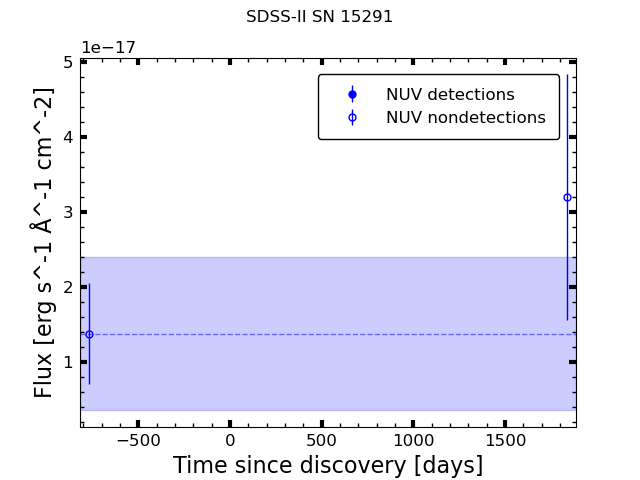 SDSS-II SN 15291
1e−17
NUV detections
NUV nondetections
5
4
3
2
1
Flux [erg s^-1 Å^-1 cm^-2]
−500 0 500 1000 1500
Time since discovery [days]